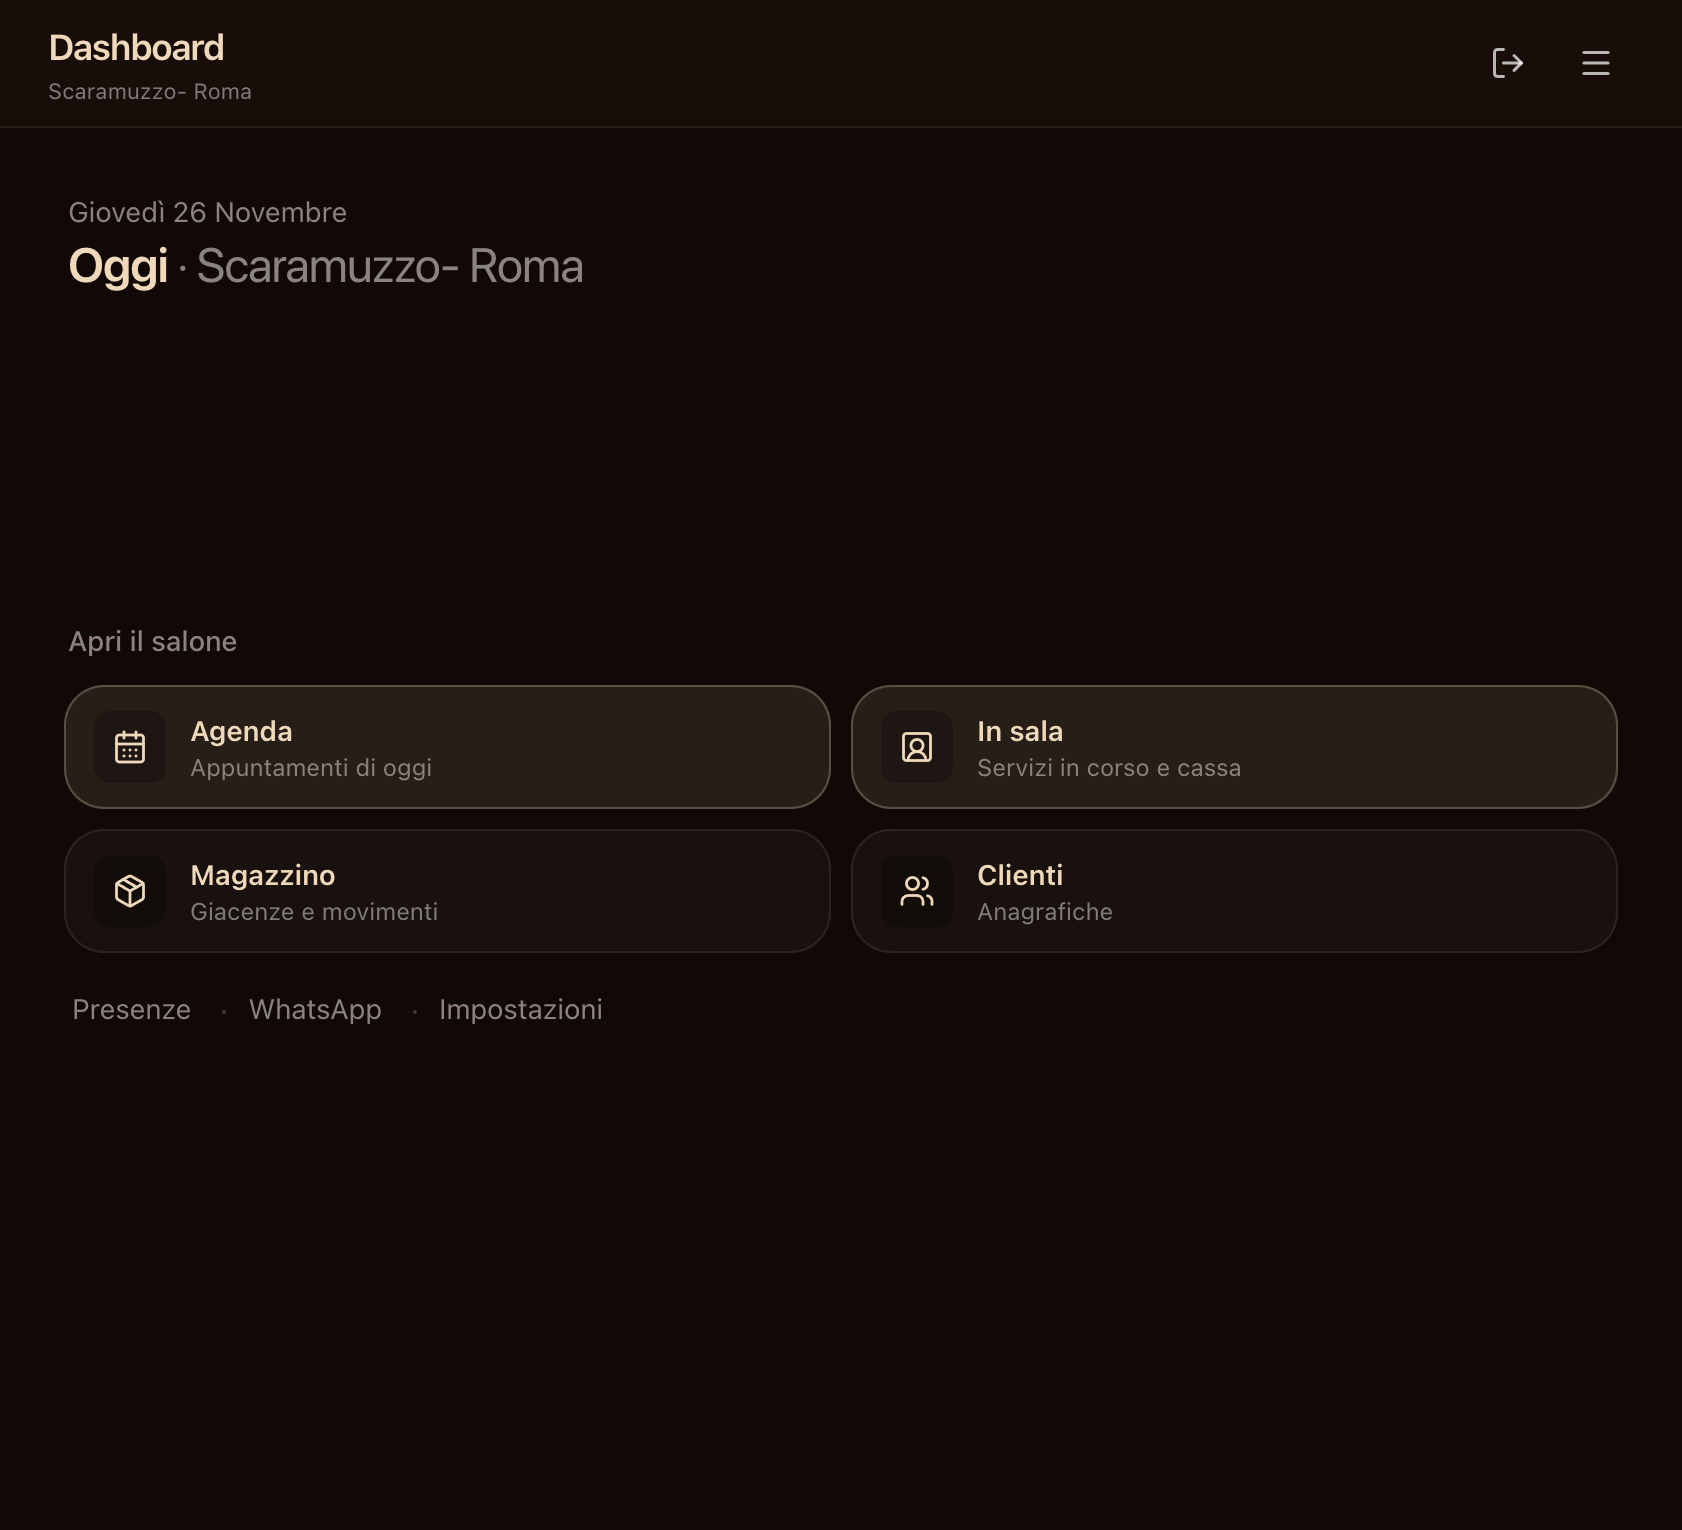 Dashboard
Scaramuzzo- Roma
Giovedì 26 Novembre
Oggi · Scaramuzzo- Roma
Apri il salone
Agenda
Appuntamenti di oggi
In sala
Servizi in corso e cassa
Magazzino
Giacenze e movimenti
Clienti
Anagrafiche
Presenze · WhatsApp · Impostazioni